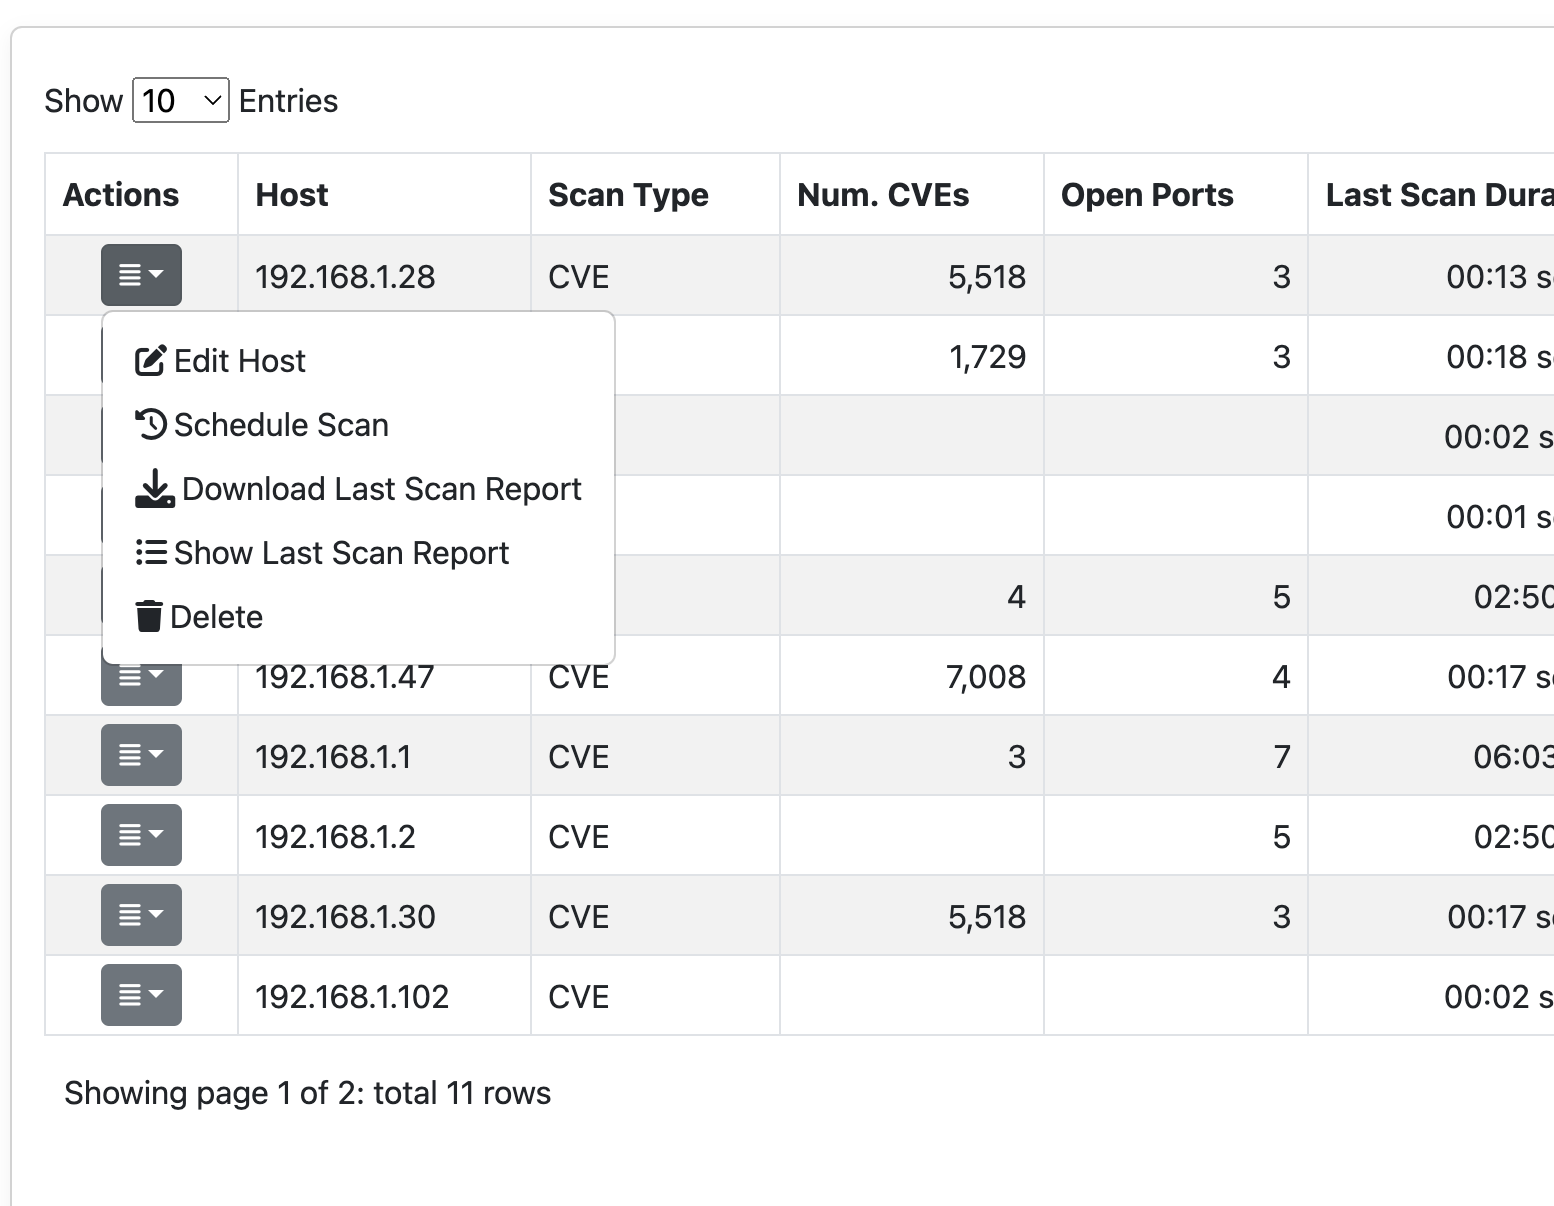 Show 10 Entries
Actions Host Scan Type Num. CVEs Open Ports Last Scan Dura
192.168.1.28 CVE 5,518 3 00:13 s
Edit Host 1,729 3 00:18 s
Schedule Scan 00:02 s
Download Last Scan Report 00:01 s
Show Last Scan Report
Delete 4 5 02:50
192.168.1.47 CVE 7,008 4 00:17 s
192.168.1.1 CVE 3 7 06:03
192.168.1.2 CVE 5 02:50
192.168.1.30 CVE 5,518 3 00:17 s
192.168.1.102 CVE 00:02 s
Showing page 1 of 2: total 11 rows